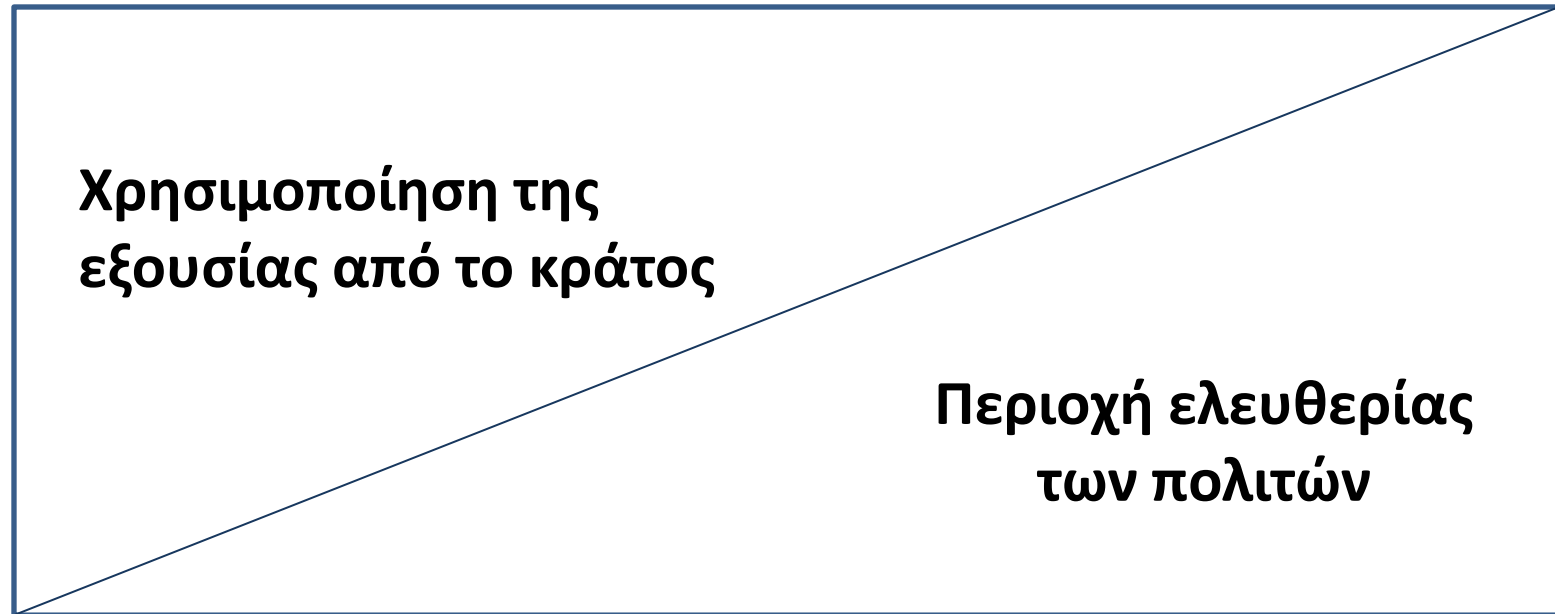 Χρησιμοποίηση της
εξουσίας από το κράτος
Περιοχή ελευθερίας
των πολιτών